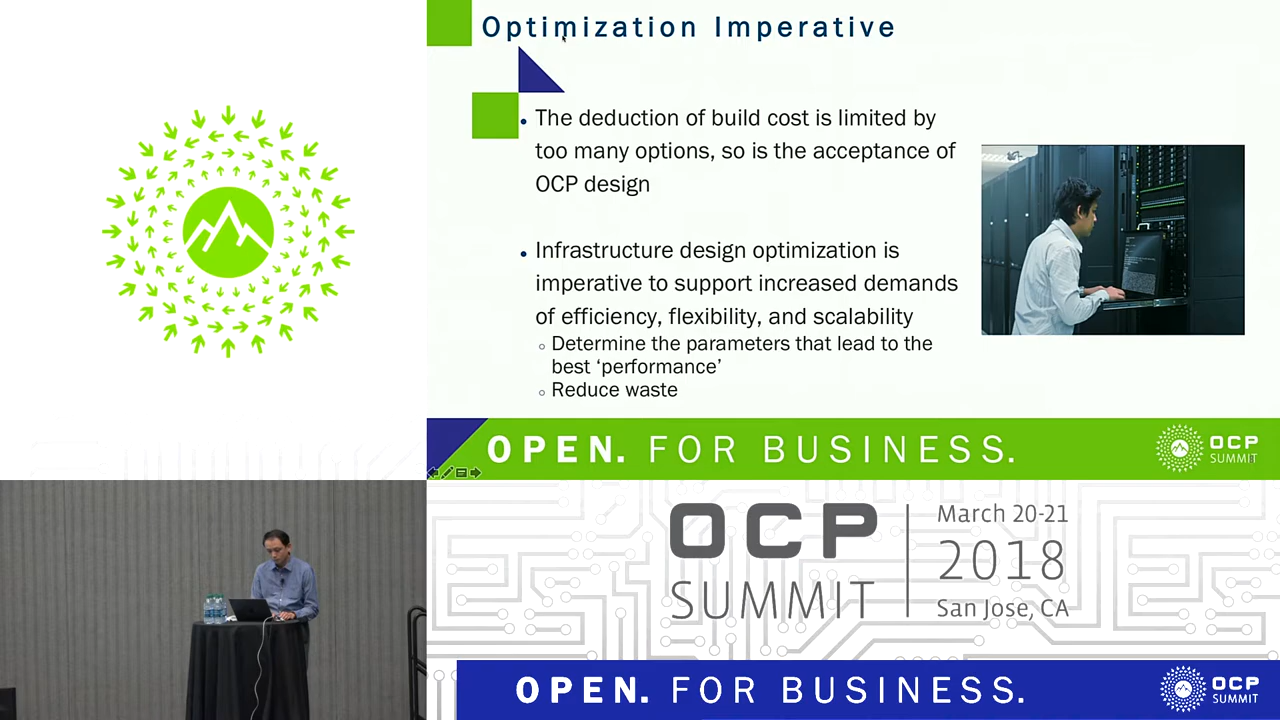 Optimization Imperative
• The deduction of build cost is limited by
too many options, so is the acceptance of
OCP design
• Infrastructure design optimization is
imperative to support increased demands
of efficiency, flexibility, and scalability
○ Determine the parameters that lead to the
best ‘performance’
○ Reduce waste
OPEN. FOR BUSINESS.
OCP
SUMMIT
OCP
SUMMIT
March 20-21
2018
San Jose, CA
OPEN. FOR BUSINESS.
OCP
SUMMIT